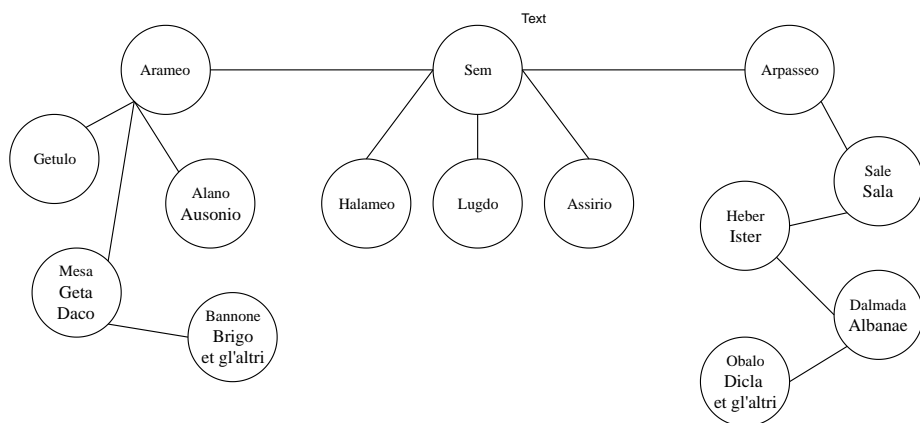 Text
Arameo
Sem
Arpasseo
Getulo
Alano
Ausonio
Halameo
Lugdo
Assirio
Sale
Sala
Heber
Ister
Mesa
Geta
Daco
Bannone
Brigo
et gl'altri
Dalmada
Albanae
Obalo
Dicla
et gl'altri